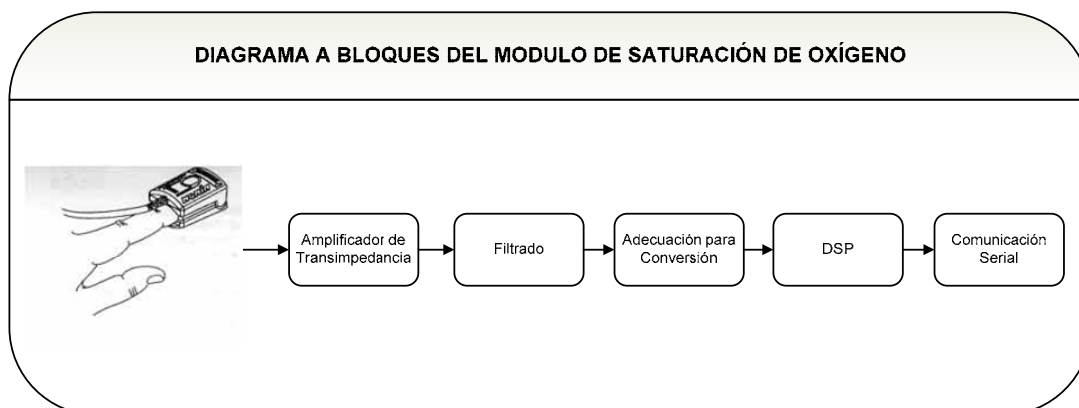 DIAGRAMA A BLOQUES DEL MODULO DE SATURACIÓN DE OXÍGENO
Amplificador de
Transimpedancia
Filtrado
Adecuación para
Conversión
DSP
Comunicación
Serial